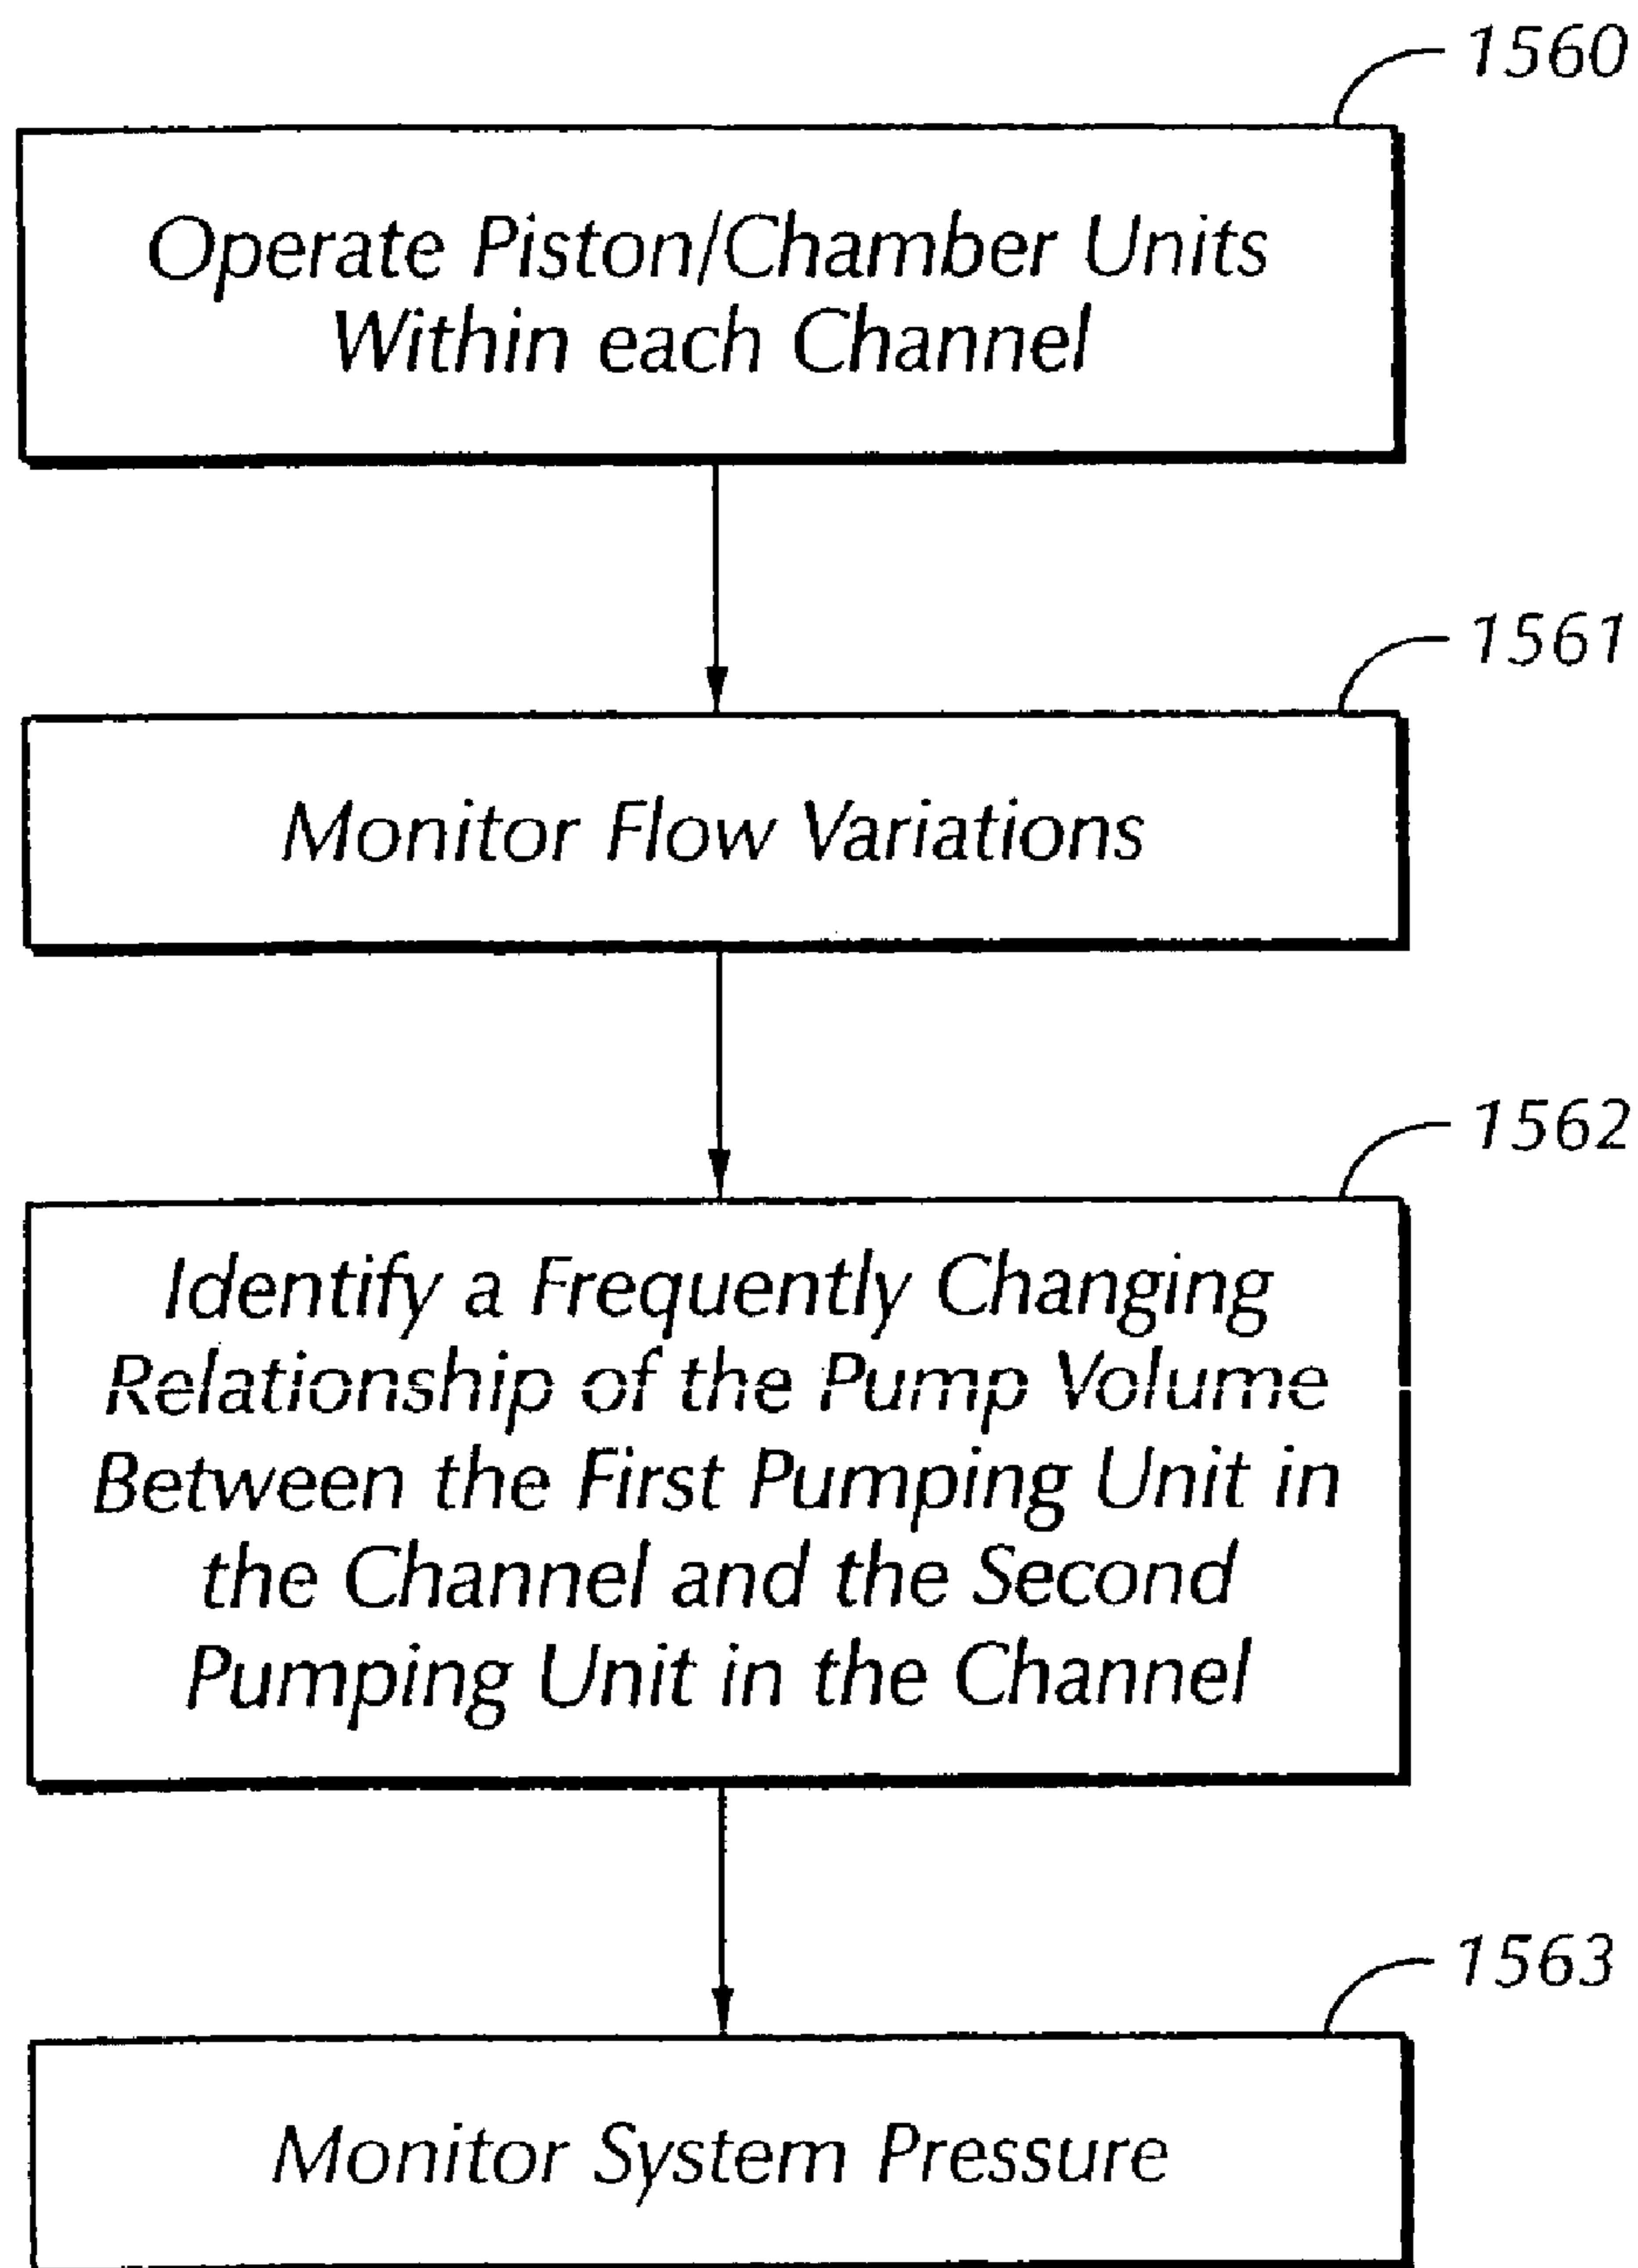 1560
Operate Piston/Chamber Units
Within each Channel
1561
Monitor Flow Variations
1562
Identify a Frequently Changing
Relationship of the Pump Volume
Between the First Pumping Unit in
the Channel and the Second
Pumping Unit in the Channel
1563
Monitor System Pressure